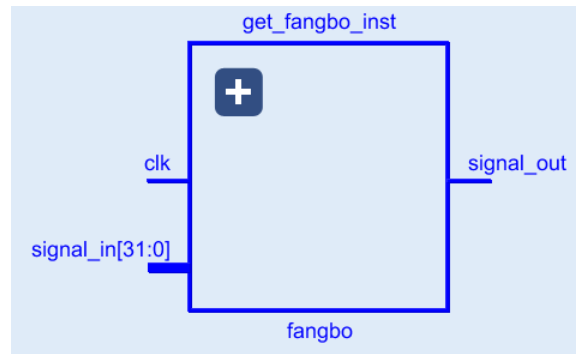 get_fangbo_inst
clk
signal_out
signal_in[31:0]
fangbo